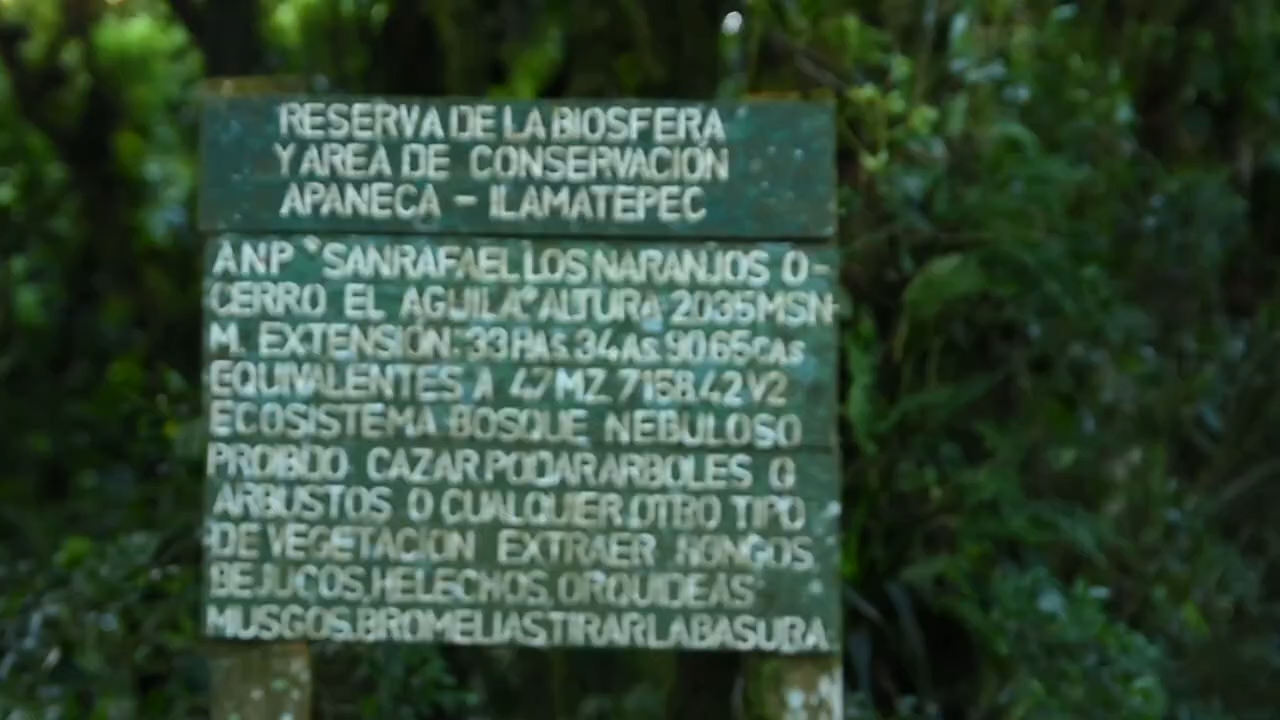 RESERVA DE LA BIOSFERA
Y AREA DE CONSERVACIÓN
APANECA - ILAMATEPEC
ANP "SAN RAFAEL LOS NARANJOS O-
CERRO EL AGUILA" ALTURA 2035 MSN-
M. EXTENSIÓN: 33 HAS. 34 AS. 90.65 CAS
EQUIVALENTES A 47 MZ. 7158.42 V2
ECOSISTEMA BOSQUE NEBULOSO
PROIBIDO CAZAR PODAR ARBOLES O
ARBUSTOS O CUALQUIER OTRO TIPO
DE VEGETACION EXTRAER HONGOS
BEJUCOS, HELECHOS, ORQUIDEAS
MUSGOS, BROMELIAS TIRAR LA BASURA